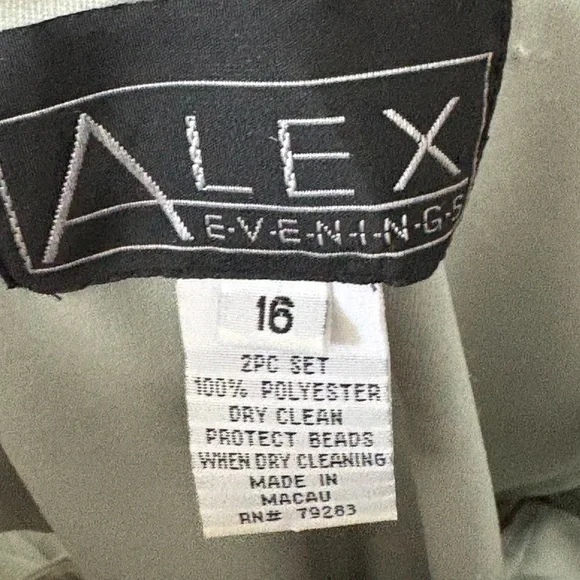 ALEX
E-V-E-N-I-N-G-S
16
2PC SET
100% POLYESTER
DRY CLEAN
PROTECT BEADS
WHEN DRY CLEANING
MADE IN
MACAU
RN# 79283